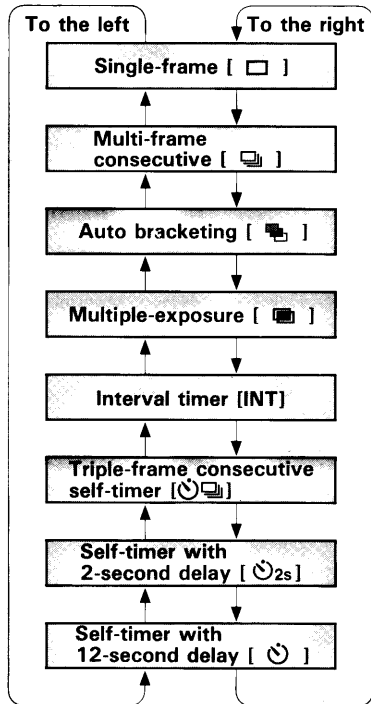 To the left
To the right
Single-frame [ ]
Multi-frame
consecutive [ ]
Auto bracketing [ ]
Multiple-exposure [ ]
Interval timer [INT]
Triple-frame consecutive
self-timer [ ]
Self-timer with
2-second delay [ 2s]
Self-timer with
12-second delay [ ]